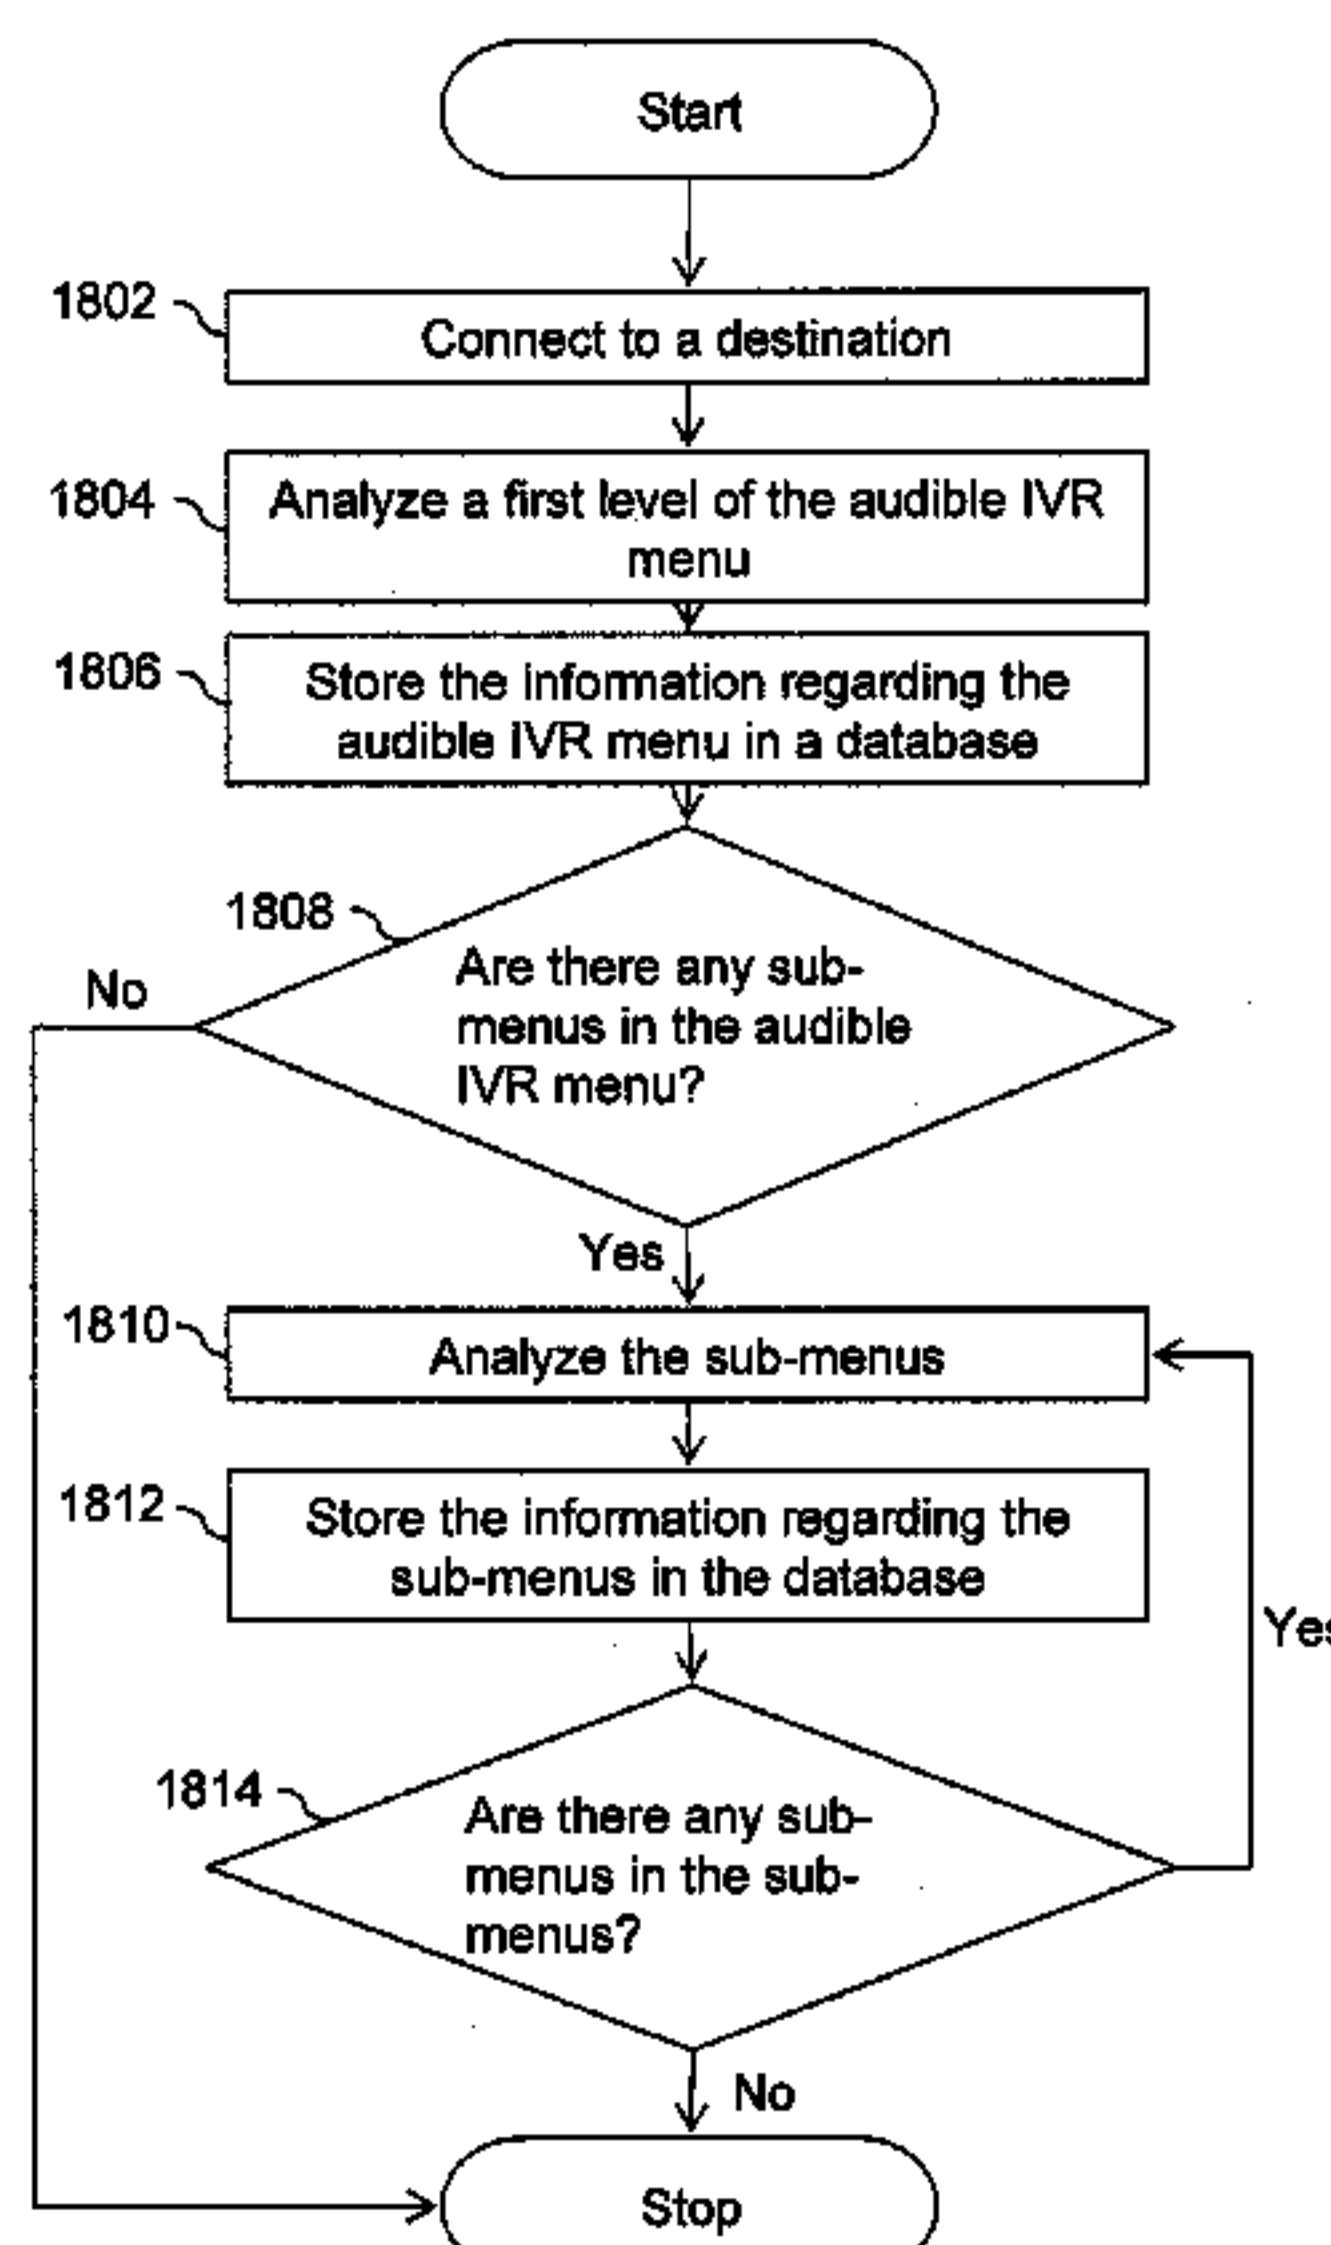 Start
1802
Connect to a destination
1804
Analyze a first level of the audible IVR
menu
1806
Store the information regarding the
audible IVR menu in a database
1808
Are there any sub-
menus in the audible
IVR menu?
No
Yes
1810
Analyze the sub-menus
1812
Store the information regarding the
sub-menus in the database
Yes
1814
Are there any sub-
menus in the sub-
menus?
No
Stop